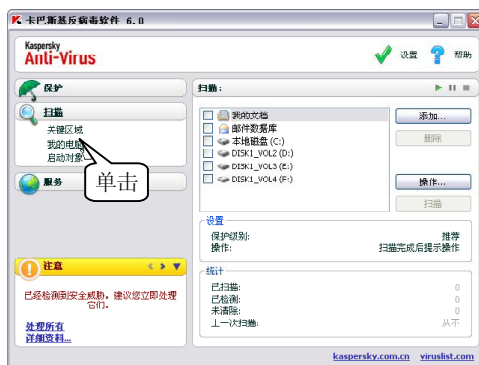 卡巴斯基反病毒软件 6.0
Kaspersky
Anti-Virus
设置
帮助
保护
扫描
关键区域
我的电脑
启动对象
单击
服务
注意
已经检测到安全威胁。建议您立即处理
它们。
处理所有
详细资料...
扫描:
我的文档
邮件数据库
本地磁盘 (C:)
DISK1_VOL2 (D:)
DISK1_VOL3 (E:)
DISK1_VOL4 (F:)
添加...
删除
操作...
扫描
设置
保护级别: 推荐
操作: 扫描完成后提示操作
统计
已扫描: 0
已检测: 0
未清除: 0
上一次扫描: 从不
kaspersky.com.cn viruslist.com